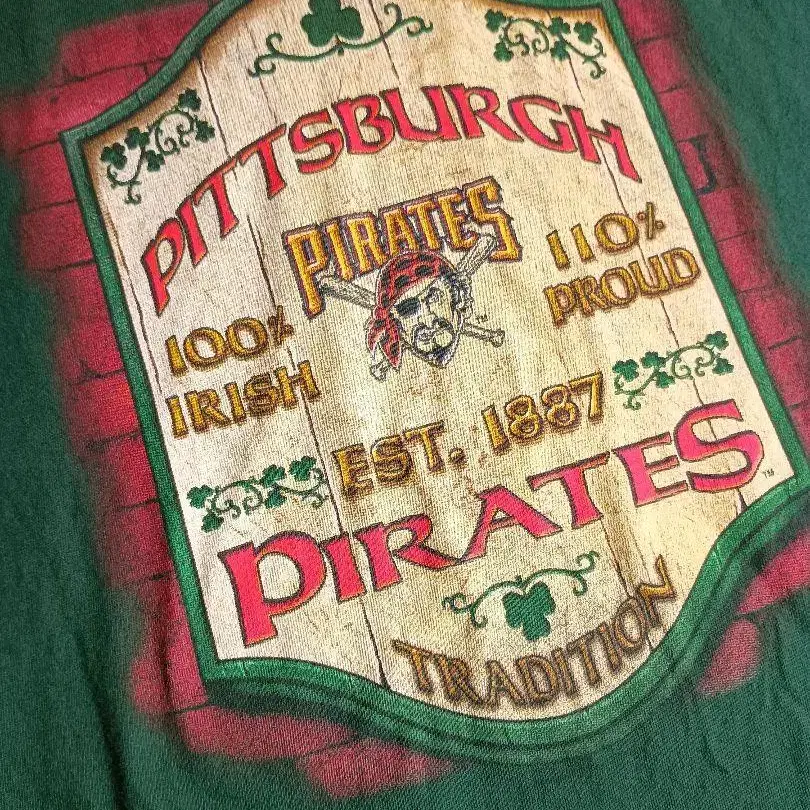 PITTSBURGH
PIRATES
100% IRISH
110% PROUD
EST. 1887
PIRATES
TRADITION